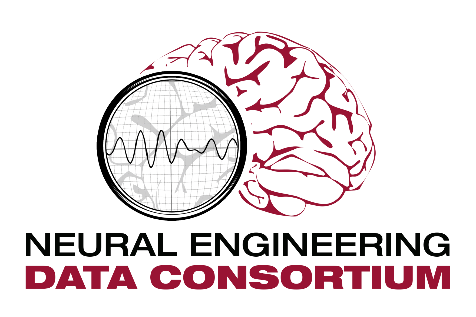 NEURAL ENGINEERING
DATA CONSORTIUM